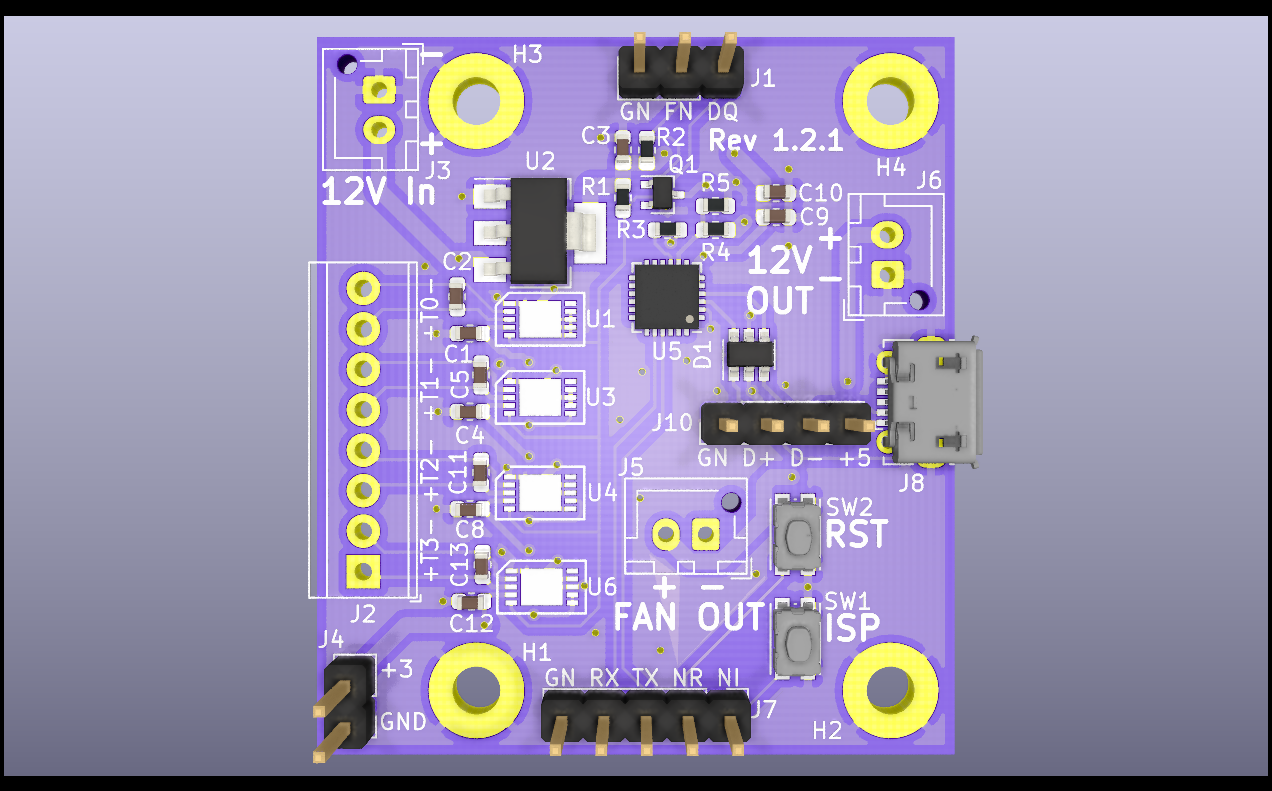 H3
J1
GN FN DQ
Rev 1.2.1
-
+
J3
12V In
C3
R2
U2
Q1
R1
R5
R3
R4
C10
C9
H4
J6
12V +
OUT -
C2
U1
C1
U5
D1
+T0-
+T1-
C5
U3
C4
J10
GN D+ D- +5
J8
+T2-
C11
U4
C8
J5
SW2
RST
+T3-
C13
U6
+ -
FAN OUT
SW1
ISP
J2
C12
J4
+3
GND
H1
GN RX TX NR NI
J7
H2